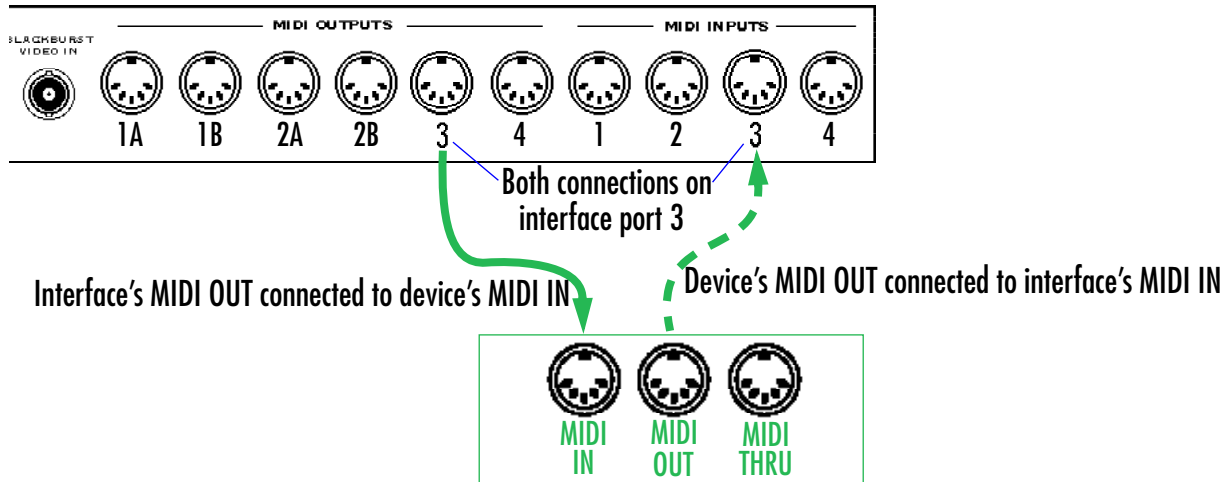 MIDI OUTPUTS MIDI INPUTS
BLACKBURST
VIDEO IN
1A 1B 2A 2B 3 4 1 2 3 4
Both connections on
interface port 3
Interface's MIDI OUT connected to device's MIDI IN
Device's MIDI OUT connected to interface's MIDI IN
MIDI IN
MIDI OUT
MIDI THRU